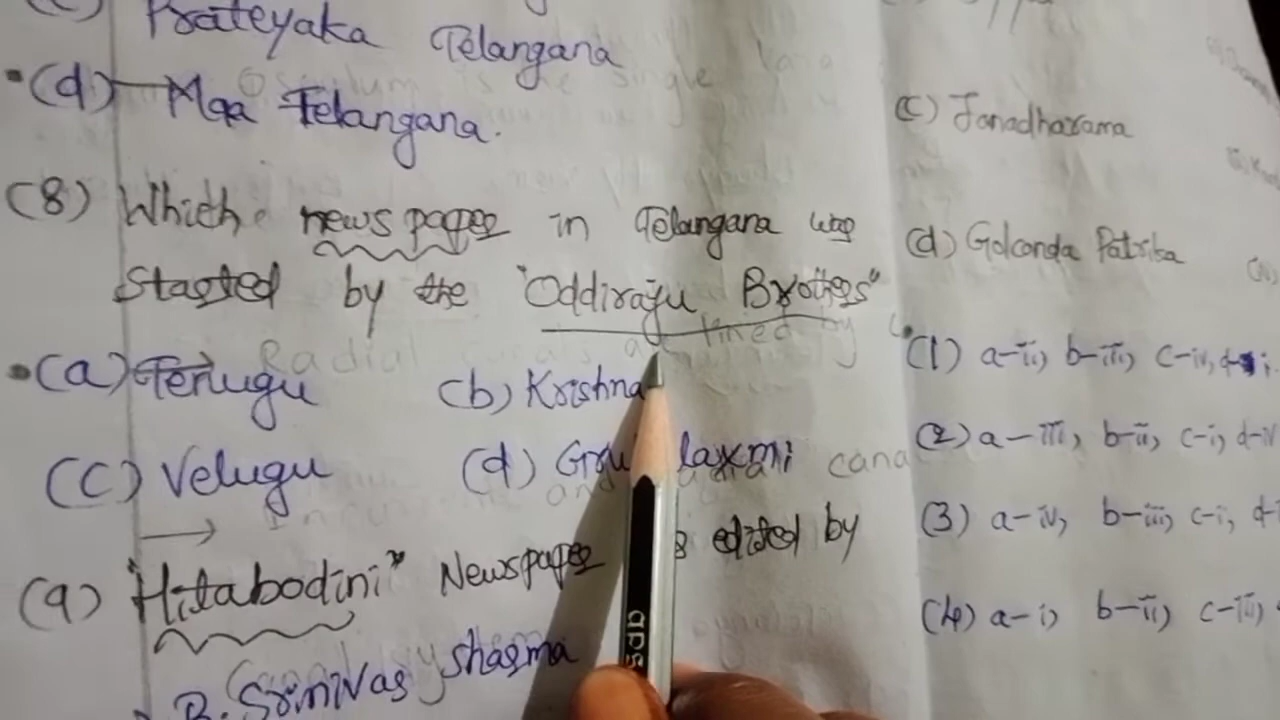 Prateyaka Telangana
(d) Maa Telangana.
(8) Which newspaper in Telangana was
started by the "Oddiraju Brothers"
(a) Tenugu (b) Krishna
(c) Velugu (d) laxmi
(9) "Hitabodini" Newspaper edited by
B. Srinivas sharma
(c) Janadharama
(d) Golconda Patrika
(1) a-ii, b-iii, c-iv, d-i
(2) a-iii, b-ii, c-i, d-iv
(3) a-iv, b-iii, c-i, d-
(4) a-i, b-ii, c-iii,
apsa